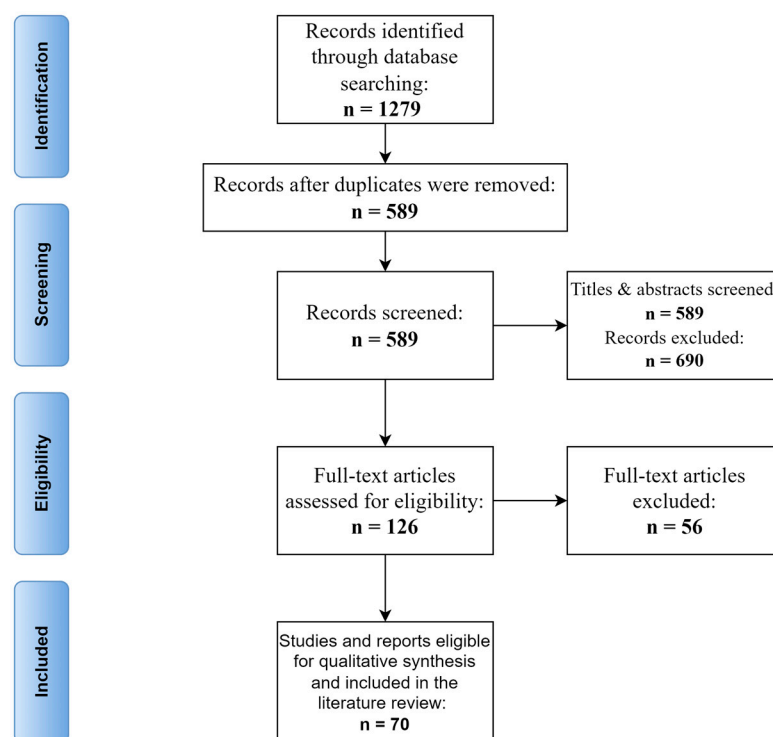 Identification
Records identified
through database
searching:
n = 1279
Records after duplicates were removed:
n = 589
Screening
Records screened:
n = 589
Titles & abstracts screened
n = 589
Records excluded:
n = 690
Eligibility
Full-text articles
assessed for eligibility:
n = 126
Full-text articles
excluded:
n = 56
Included
Studies and reports eligible
for qualitative synthesis
and included in the
literature review:
n = 70